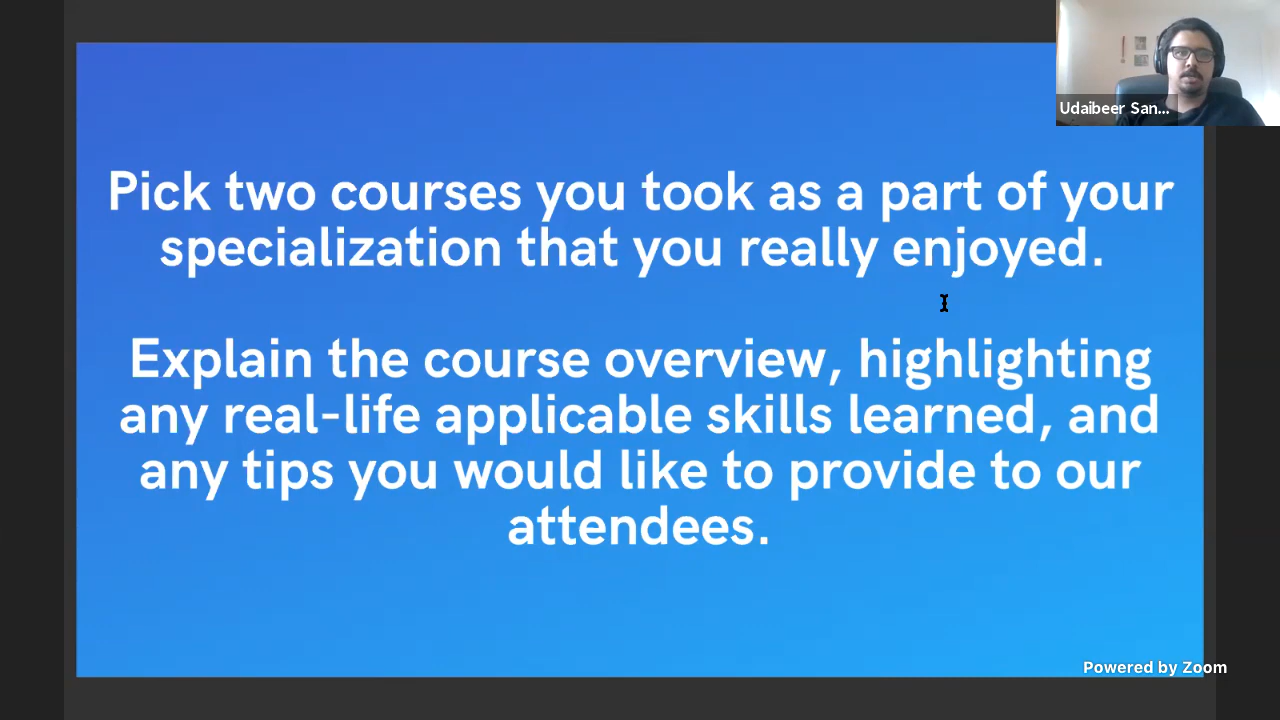 Udaibeer San...
Pick two courses you took as a part of your
specialization that you really enjoyed.
Explain the course overview, highlighting
any real-life applicable skills learned, and
any tips you would like to provide to our
attendees.
Powered by Zoom